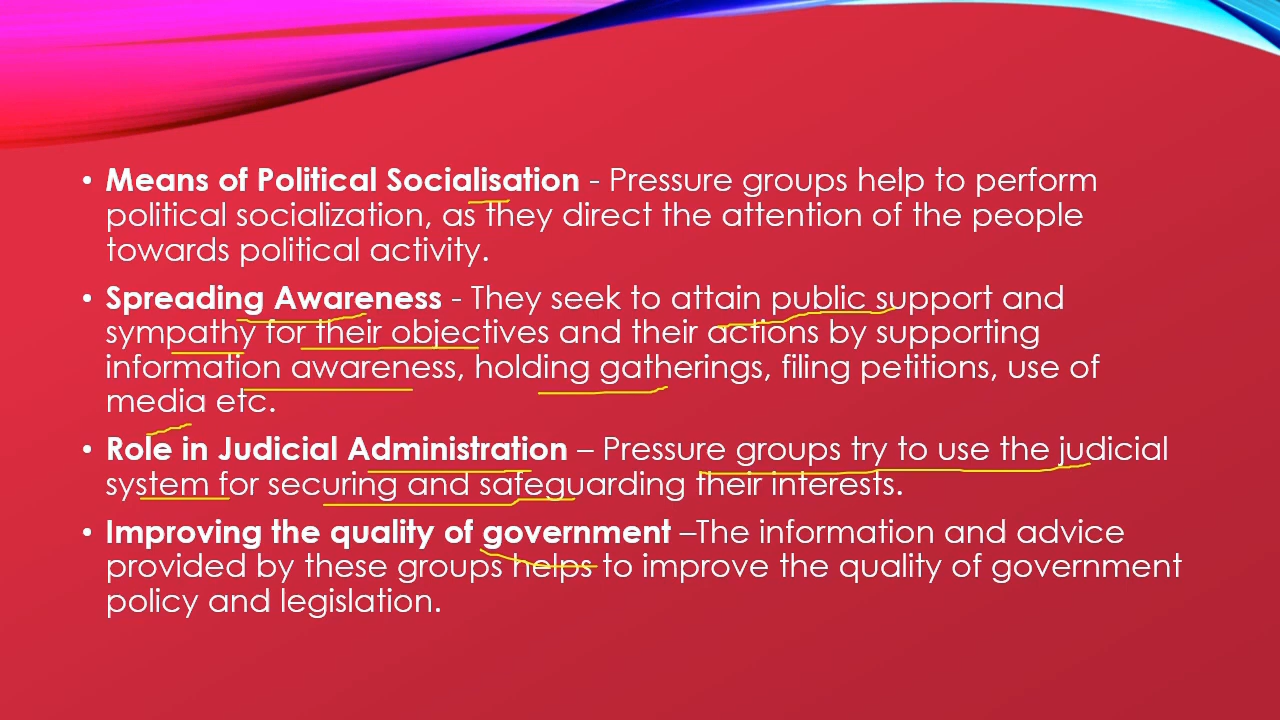 • Means of Political Socialisation - Pressure groups help to perform
political socialization, as they direct the attention of the people
towards political activity.
• Spreading Awareness - They seek to attain public support and
sympathy for their objectives and their actions by supporting
information awareness, holding gatherings, filing petitions, use of
media etc.
• Role in Judicial Administration – Pressure groups try to use the judicial
system for securing and safeguarding their interests.
• Improving the quality of government –The information and advice
provided by these groups helps to improve the quality of government
policy and legislation.